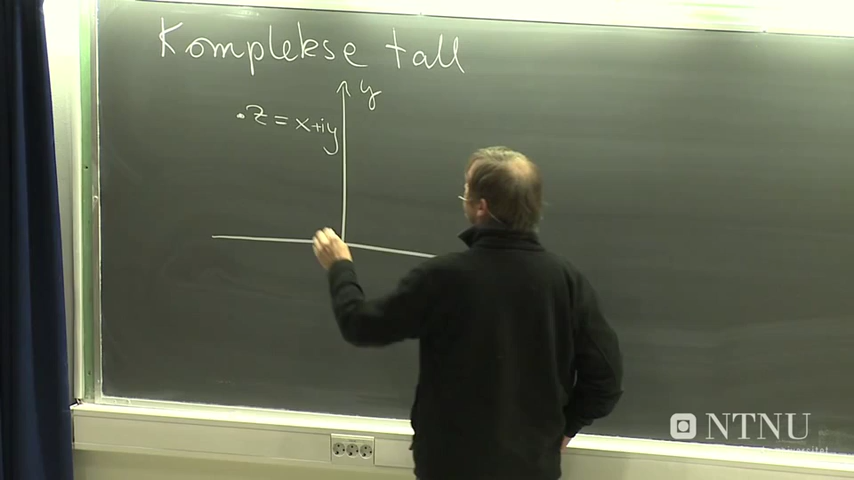 Komplekse tall
y
z = x+iy
NTNU